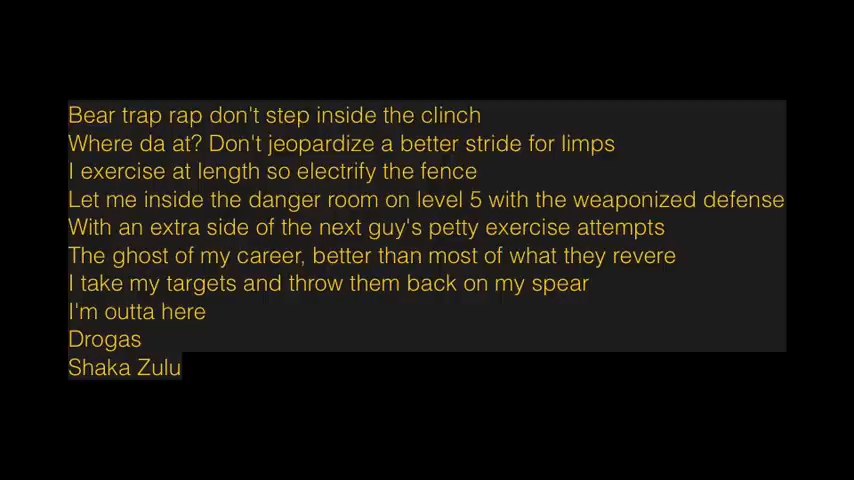 Bear trap rap don't step inside the clinch
Where da at? Don't jeopardize a better stride for limps
I exercise at length so electrify the fence
Let me inside the danger room on level 5 with the weaponized defense
With an extra side of the next guy's petty exercise attempts
The ghost of my career, better than most of what they revere
I take my targets and throw them back on my spear
I'm outta here
Drogas
Shaka Zulu